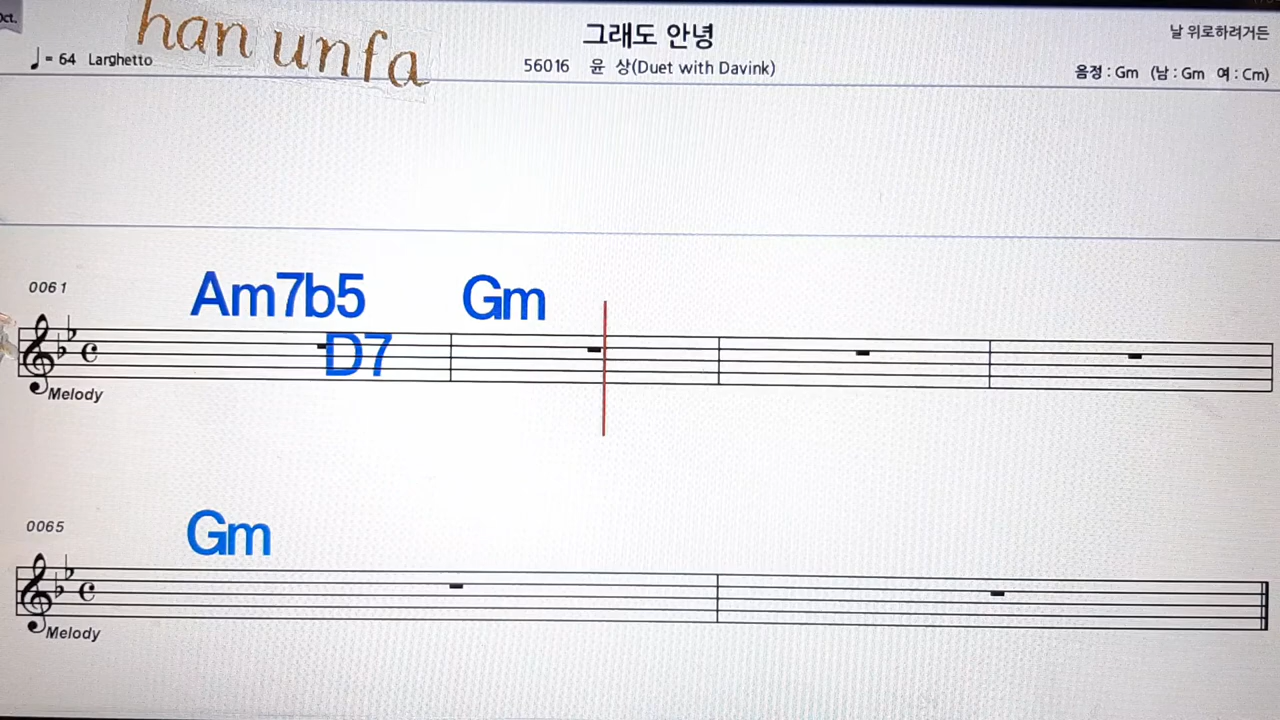 Oct.
han unfa
그래도 안녕
날 위로하려거든
♩ = 64 Larghetto
56016 윤 상(Duet with Davink)
음정 : Gm (남 : Gm 여 : Cm)
0061
Am7b5 Gm
D7
Melody
0065
Gm
Melody